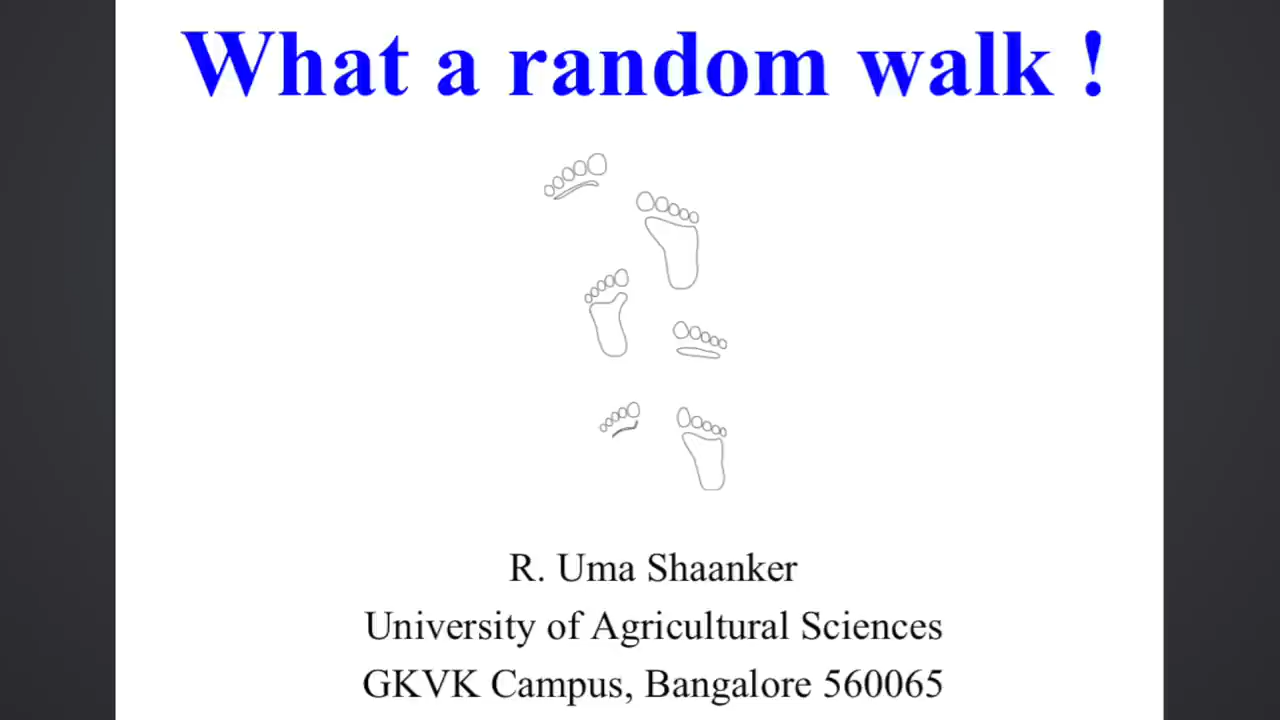 What a random walk !
R. Uma Shaanker
University of Agricultural Sciences
GKVK Campus, Bangalore 560065